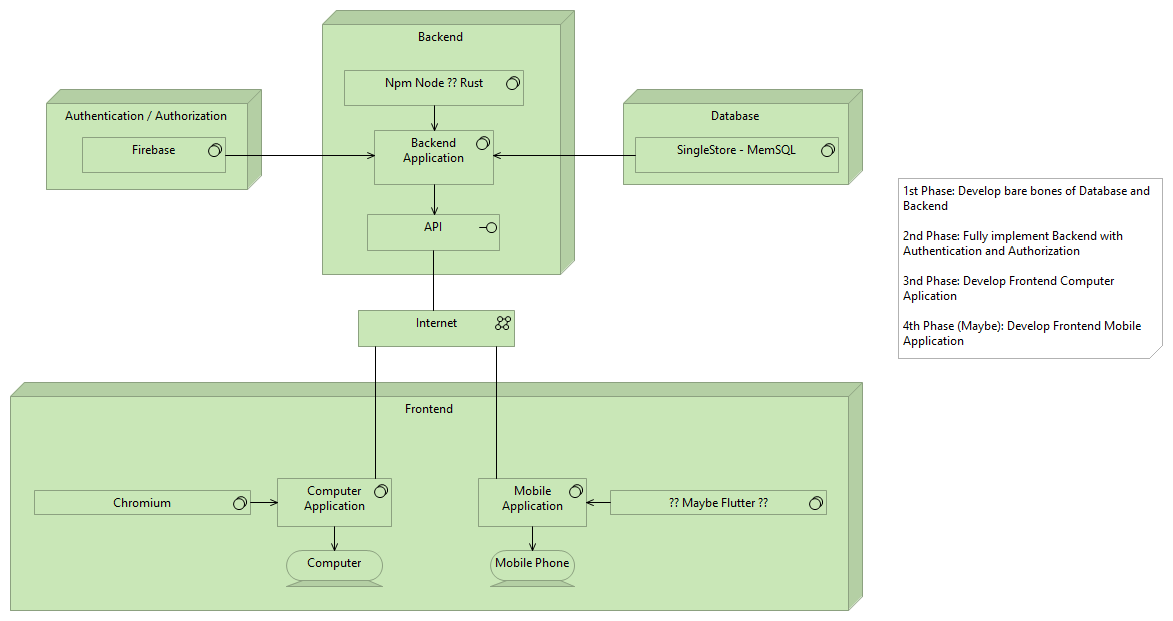 Backend
Npm Node ?? Rust
Authentication / Authorization
Firebase
Backend
Application
Database
SingleStore - MemSQL
API
1st Phase: Develop bare bones of Database and
Backend
2nd Phase: Fully implement Backend with
Authentication and Authorization
3nd Phase: Develop Frontend Computer
Aplication
4th Phase (Maybe): Develop Frontend Mobile
Application
Internet
Frontend
Chromium
Computer
Application
Mobile
Application
?? Maybe Flutter ??
Computer
Mobile Phone